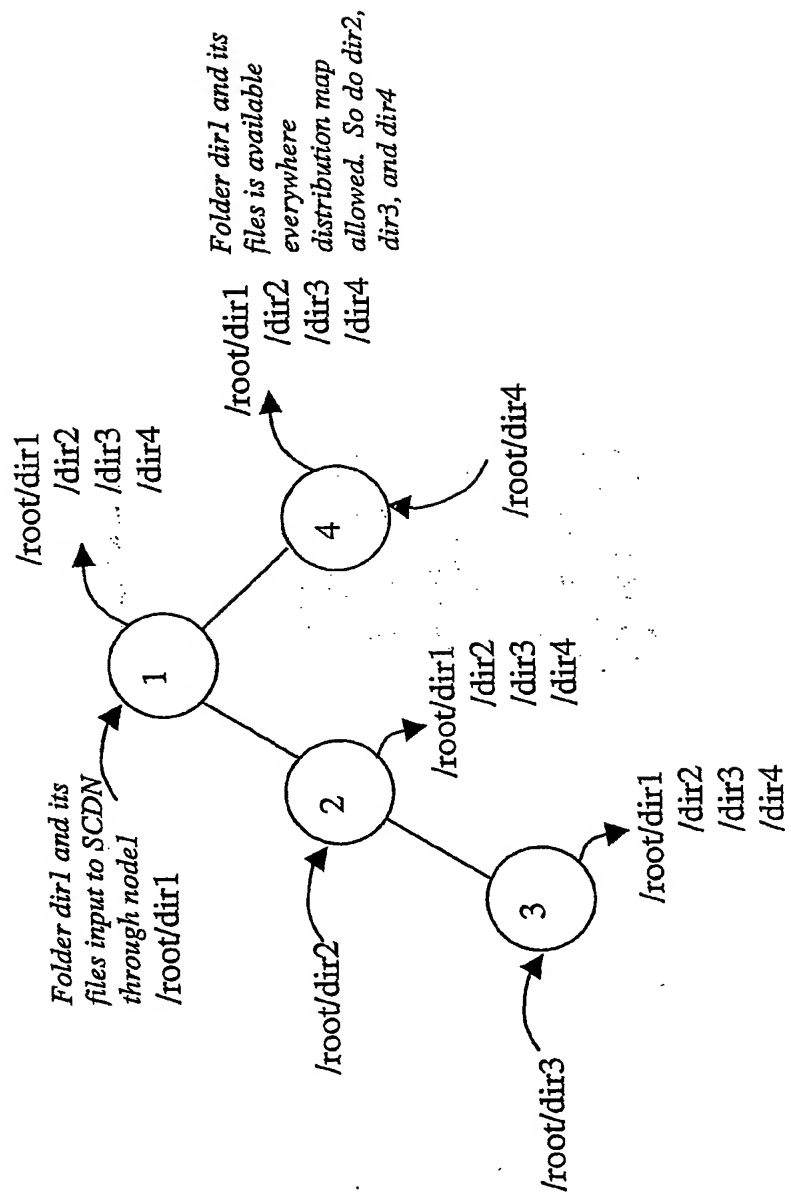 Folder dir1 and its
files input to SCDN
through node1
/root/dir1
/root/dir1
/dir2
/dir3
/dir4
1
/root/dir2
2
/root/dir1
/dir2
/dir3
/dir4
/root/dir3
3
/root/dir1
/dir2
/dir3
/dir4
4
/root/dir4
/root/dir1
/dir2
/dir3
/dir4
Folder dir1 and its
files is available
everywhere
distribution map
allowed. So do dir2,
dir3, and dir4